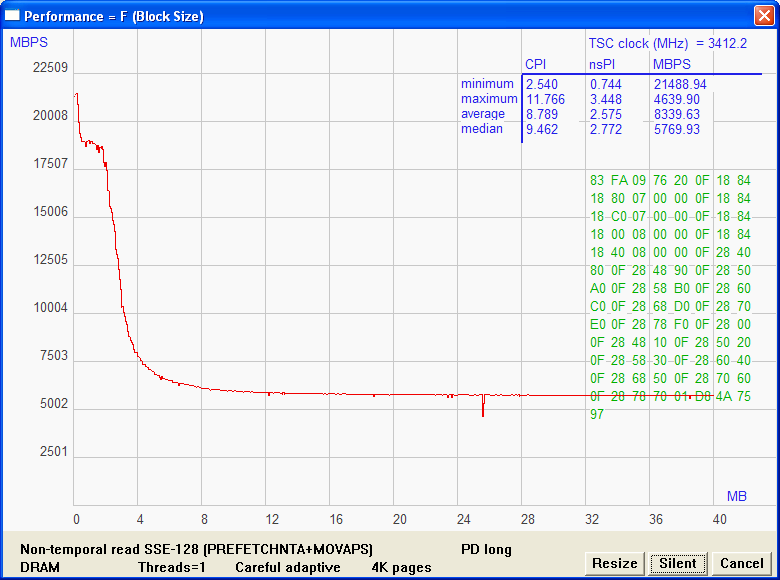 Performance = F (Block Size)
MBPS
TSC clock (MHz) = 3412.2
CPI nsPI MBPS
minimum 2.540 0.744 21488.94
maximum 11.766 3.448 4639.90
average 8.789 2.575 8339.63
median 9.462 2.772 5769.93
22509
20008
17507
15006
12505
10004
7503
5002
2501
83 FA 09 76 20 0F 18 84
18 80 07 00 00 0F 18 84
18 C0 07 00 00 0F 18 84
18 00 08 00 00 0F 18 84
18 40 08 00 00 0F 28 40
80 0F 28 48 90 0F 28 50
A0 0F 28 58 B0 0F 28 60
C0 0F 28 68 D0 0F 28 70
E0 0F 28 78 F0 0F 28 00
0F 28 48 10 0F 28 50 20
0F 28 58 30 0F 28 60 40
0F 28 68 50 0F 28 70 60
0F 28 78 70 01 D8 4A 75
97
MB
0 4 8 12 16 20 24 28 32 36 40
Non-temporal read SSE-128 (PREFETCHNTA+MOVAPS) PD long
DRAM Threads=1 Careful adaptive 4K pages
Resize Silent Cancel